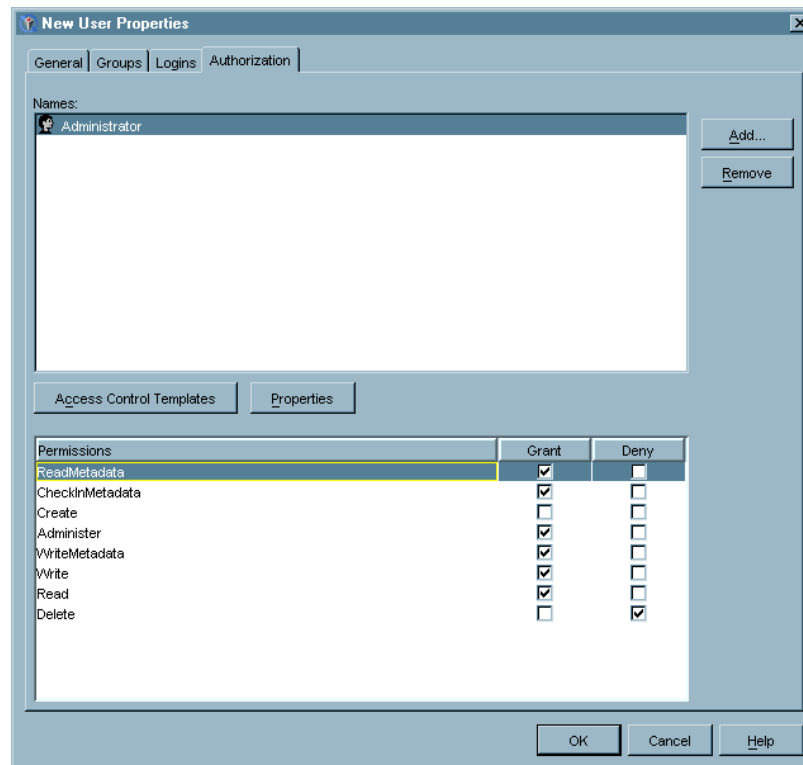 New User Properties
General Groups Logins Authorization
Names:
Administrator
Add...
Remove
Access Control Templates Properties
Permissions Grant Deny
ReadMetadata
CheckInMetadata
Create
Administer
WriteMetadata
Write
Read
Delete
OK Cancel Help